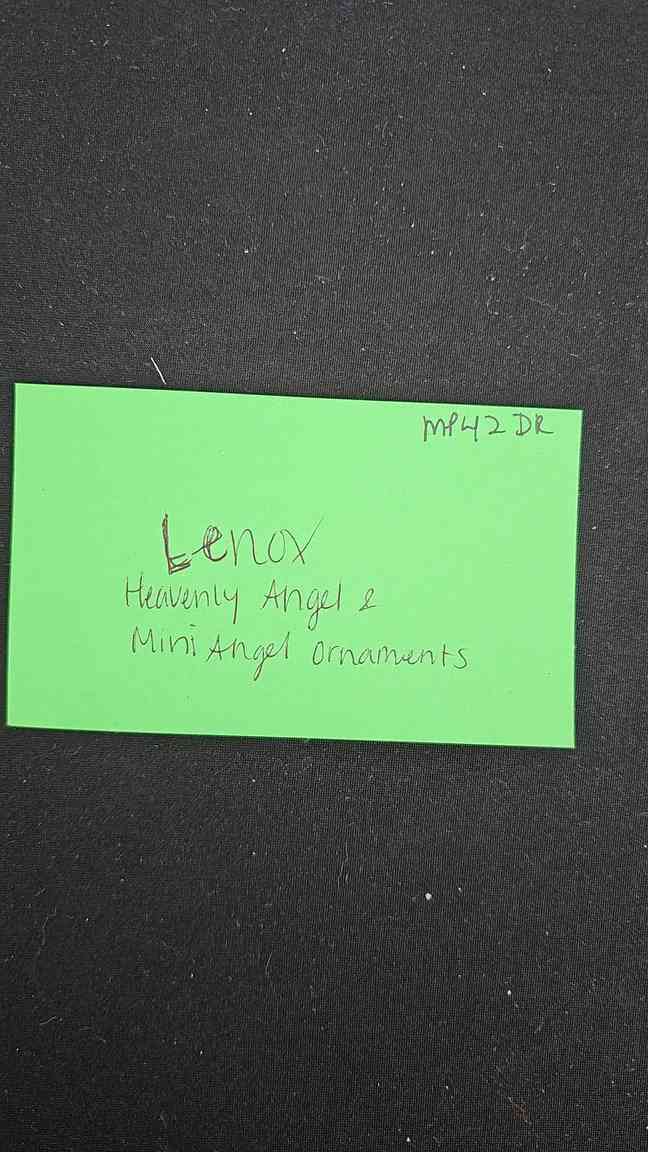 MP42DR
Lenox
Heavenly Angel &
Mini Angel Ornaments